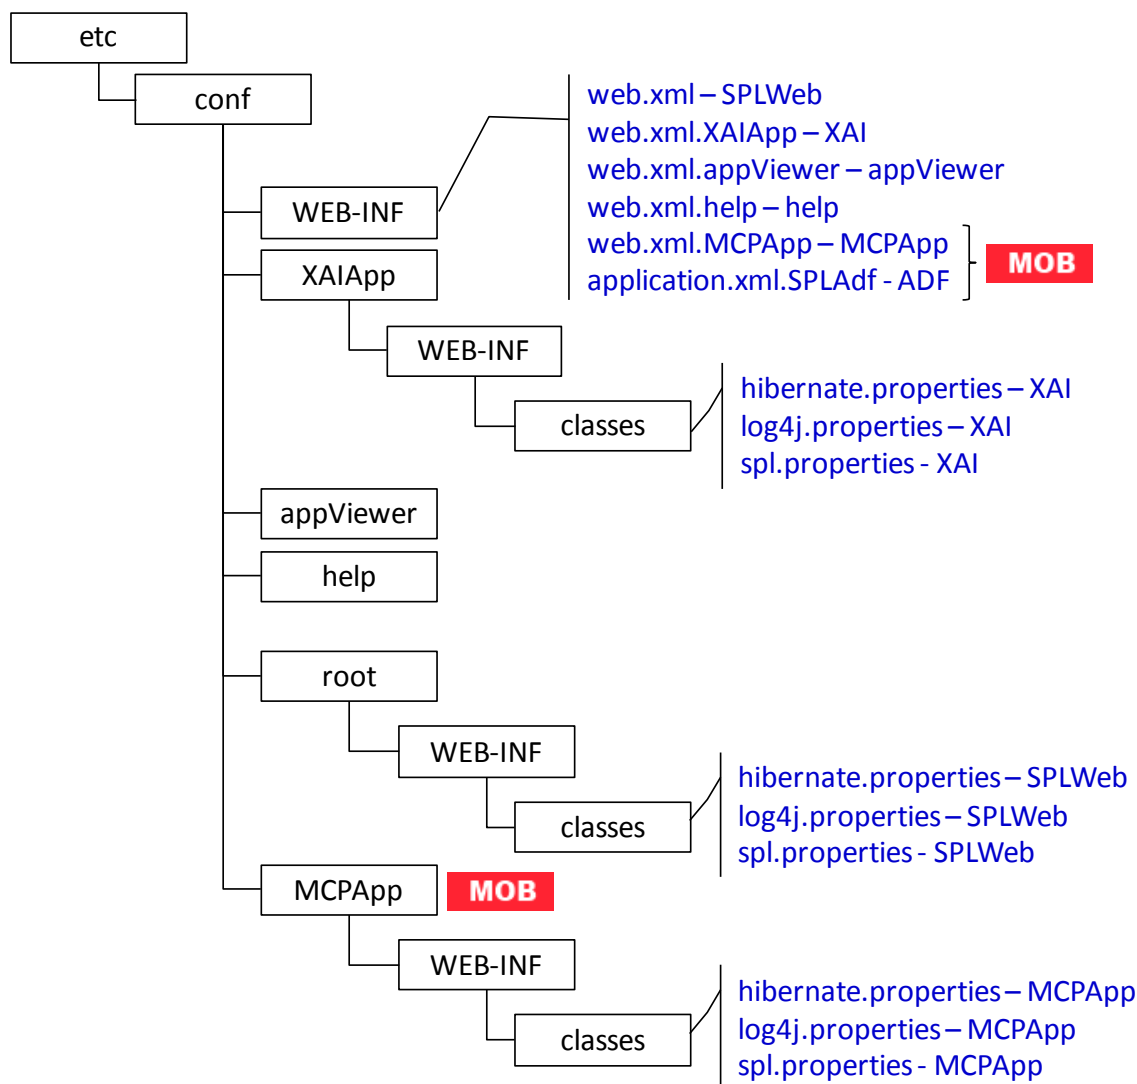 etc
conf
web.xml – SPLWeb
web.xml.XAIApp – XAI
web.xml.appViewer – appViewer
web.xml.help – help
web.xml.MCPApp – MCPApp
application.xml.SPLAdf - ADF
MOB
WEB-INF
XAIApp
WEB-INF
classes
hibernate.properties – XAI
log4j.properties – XAI
spl.properties - XAI
appViewer
help
root
WEB-INF
classes
hibernate.properties – SPLWeb
log4j.properties – SPLWeb
spl.properties - SPLWeb
MCPApp
MOB
WEB-INF
classes
hibernate.properties – MCPApp
log4j.properties – MCPApp
spl.properties - MCPApp